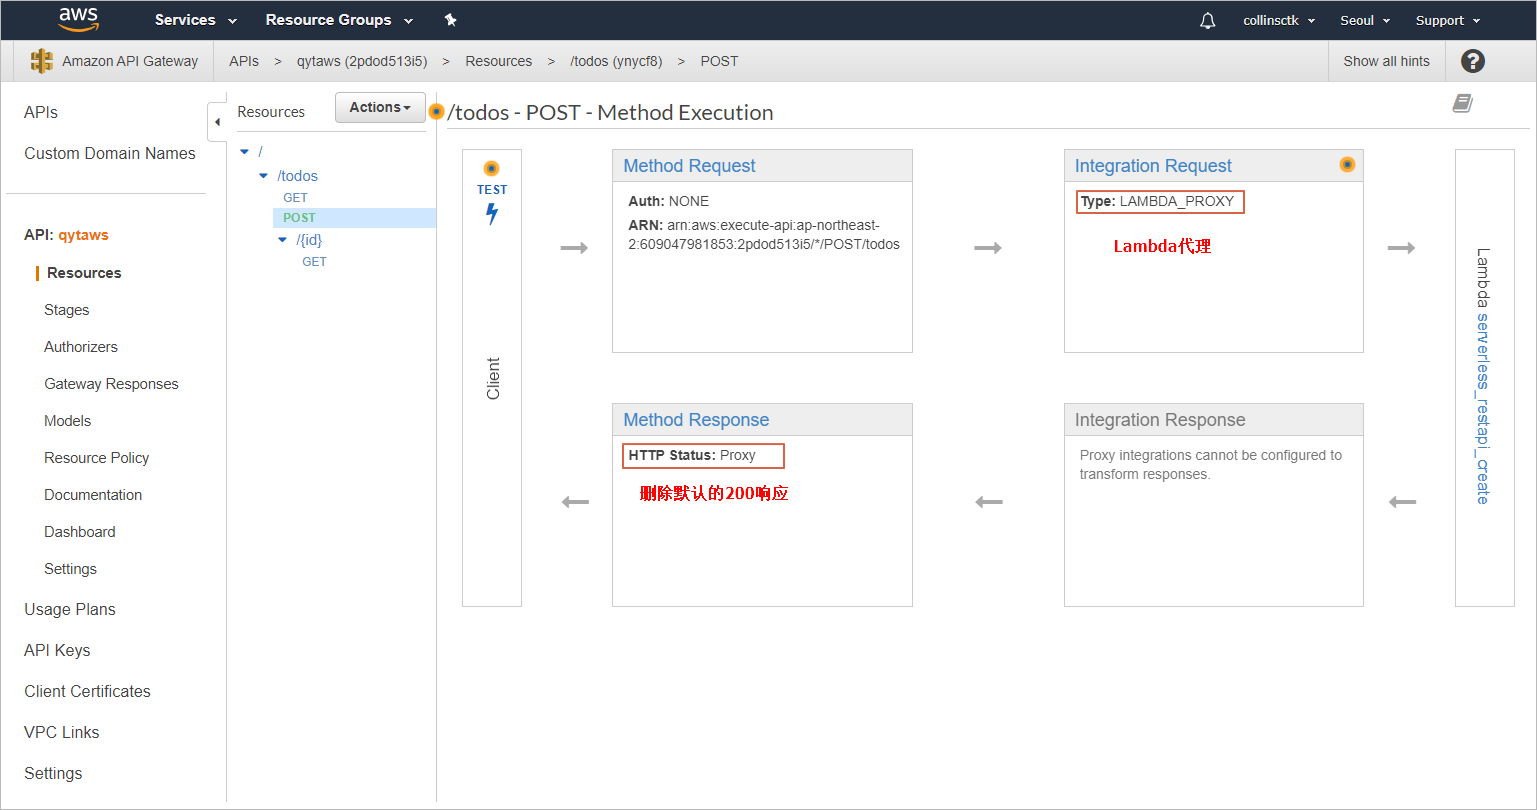 aws
Services
Resource Groups
collinsctk
Seoul
Support
Amazon API Gateway
APIs > qytaws (2pdod513i5) > Resources > /todos (ynycf8) > POST
Show all hints
?
APIs
Custom Domain Names
API: qytaws
Resources
Stages
Authorizers
Gateway Responses
Models
Resource Policy
Documentation
Dashboard
Settings
Usage Plans
API Keys
Client Certificates
VPC Links
Settings
Resources
Actions
/
/todos
GET
POST
/{id}
GET
/todos - POST - Method Execution
TEST
Client
Method Request
Auth: NONE
ARN: arn:aws:execute-api:ap-northeast-
2:609047981853:2pdod513i5/*/POST/todos
Integration Request
Type: LAMBDA_PROXY
Lambda代理
Lambda serverless_restapi_create
Method Response
HTTP Status: Proxy
删除默认的200响应
Integration Response
Proxy integrations cannot be configured to
transform responses.